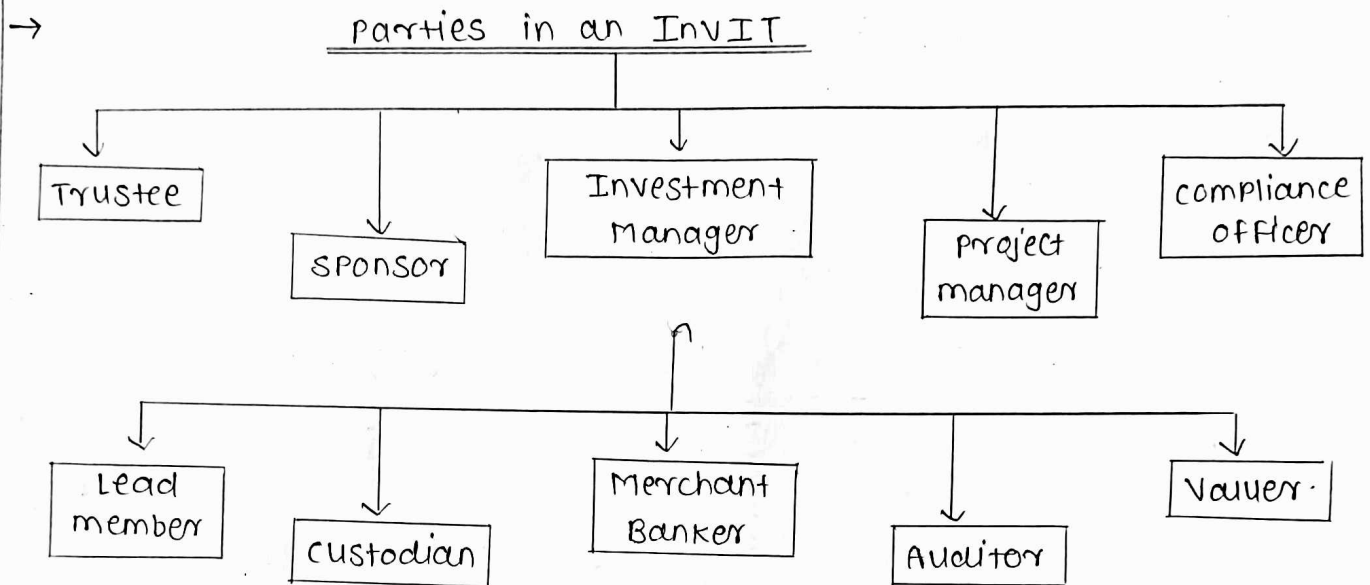 → Parties in an InVIT
Trustee
Sponsor
Investment
Manager
Project
manager
compliance
officer
Lead
member
Custodian
Merchant
Banker
Auditor
Valuer.